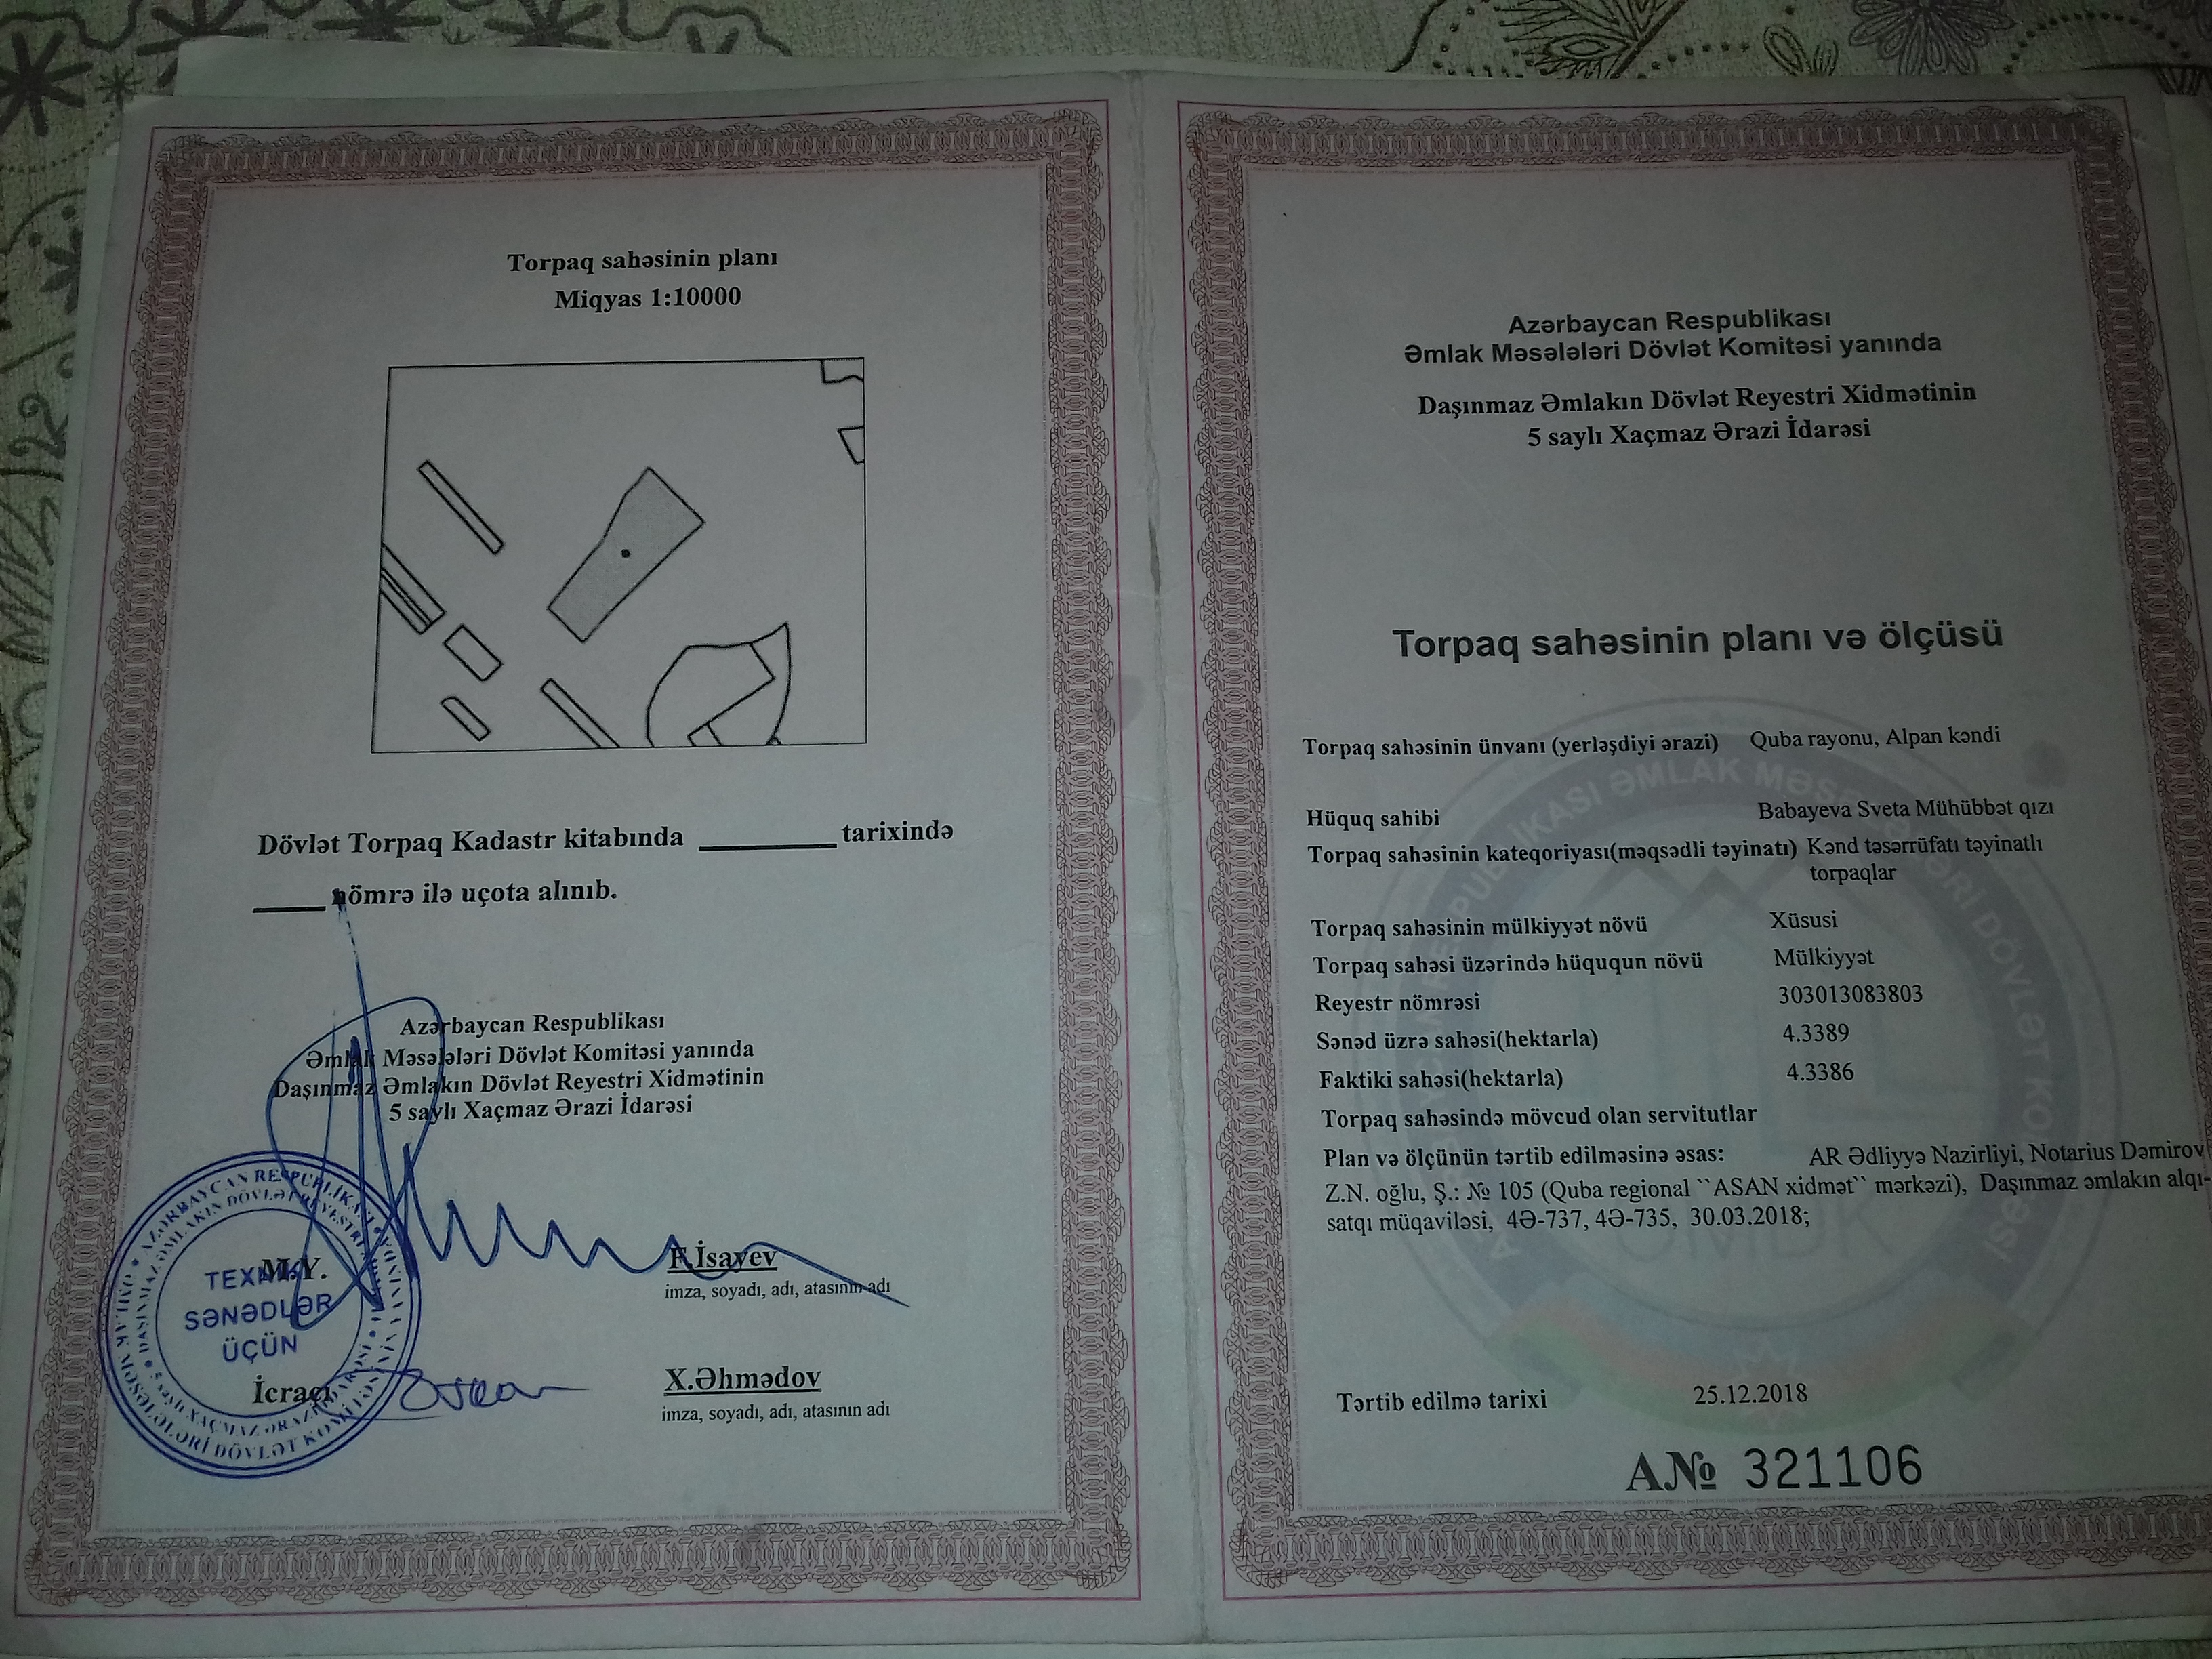 Torpaq sahəsinin planı
Miqyas 1:10000
Dövlət Torpaq Kadastr kitabında ________ tarixində
____ nömrə ilə uçota alınıb.
Azərbaycan Respublikası
Əmlak Məsələləri Dövlət Komitəsi yanında
Daşınmaz Əmlakın Dövlət Reyestri Xidmətinin
5 saylı Xaçmaz Ərazi İdarəsi
M.Y.
TEXNİKİ
SƏNƏDLƏR
ÜÇÜN
F.İsayev
imza, soyadı, adı, atasının adı
İcraçı
X.Əhmədov
imza, soyadı, adı, atasının adı
Azərbaycan Respublikası
Əmlak Məsələləri Dövlət Komitəsi yanında
Daşınmaz Əmlakın Dövlət Reyestri Xidmətinin
5 saylı Xaçmaz Ərazi İdarəsi
Torpaq sahəsinin planı və ölçüsü
Torpaq sahəsinin ünvanı (yerləşdiyi ərazi) Quba rayonu, Alpan kəndi
Hüquq sahibi Babayeva Sveta Mühübbət qızı
Torpaq sahəsinin kateqoriyası(məqsədli təyinatı) Kənd təsərrüfatı təyinatlı
torpaqlar
Torpaq sahəsinin mülkiyyət növü Xüsusi
Torpaq sahəsi üzərində hüququn növü Mülkiyyət
Reyestr nömrəsi 303013083803
Sənəd üzrə sahəsi(hektarla) 4.3389
Faktiki sahəsi(hektarla) 4.3386
Torpaq sahəsində mövcud olan servitutlar
Plan və ölçünün tərtib edilməsinə əsas: AR Ədliyyə Nazirliyi, Notarius Dəmirov
Z.N. oğlu, Ş.: № 105 (Quba regional ``ASAN xidmət`` mərkəzi), Daşınmaz əmlakın alqı-
satqı müqaviləsi, 4Ə-737, 4Ə-735, 30.03.2018;
Tərtib edilmə tarixi 25.12.2018
A№ 321106